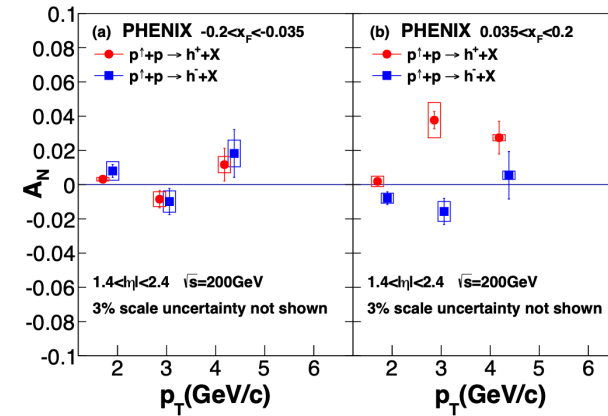 (a) PHENIX -0.2<x_F<-0.035
p↑+p → h⁺+X
p↑+p → h⁻+X
1.4<|η|<2.4 √s=200GeV
3% scale uncertainty not shown
(b) PHENIX 0.035<x_F<0.2
p↑+p → h⁺+X
p↑+p → h⁻+X
1.4<|η|<2.4 √s=200GeV
3% scale uncertainty not shown
A_N
0.1
0.08
0.06
0.04
0.02
0
-0.02
-0.04
-0.06
-0.08
-0.1
2 3 4 5 6
2 3 4 5 6
p_T(GeV/c)
p_T(GeV/c)